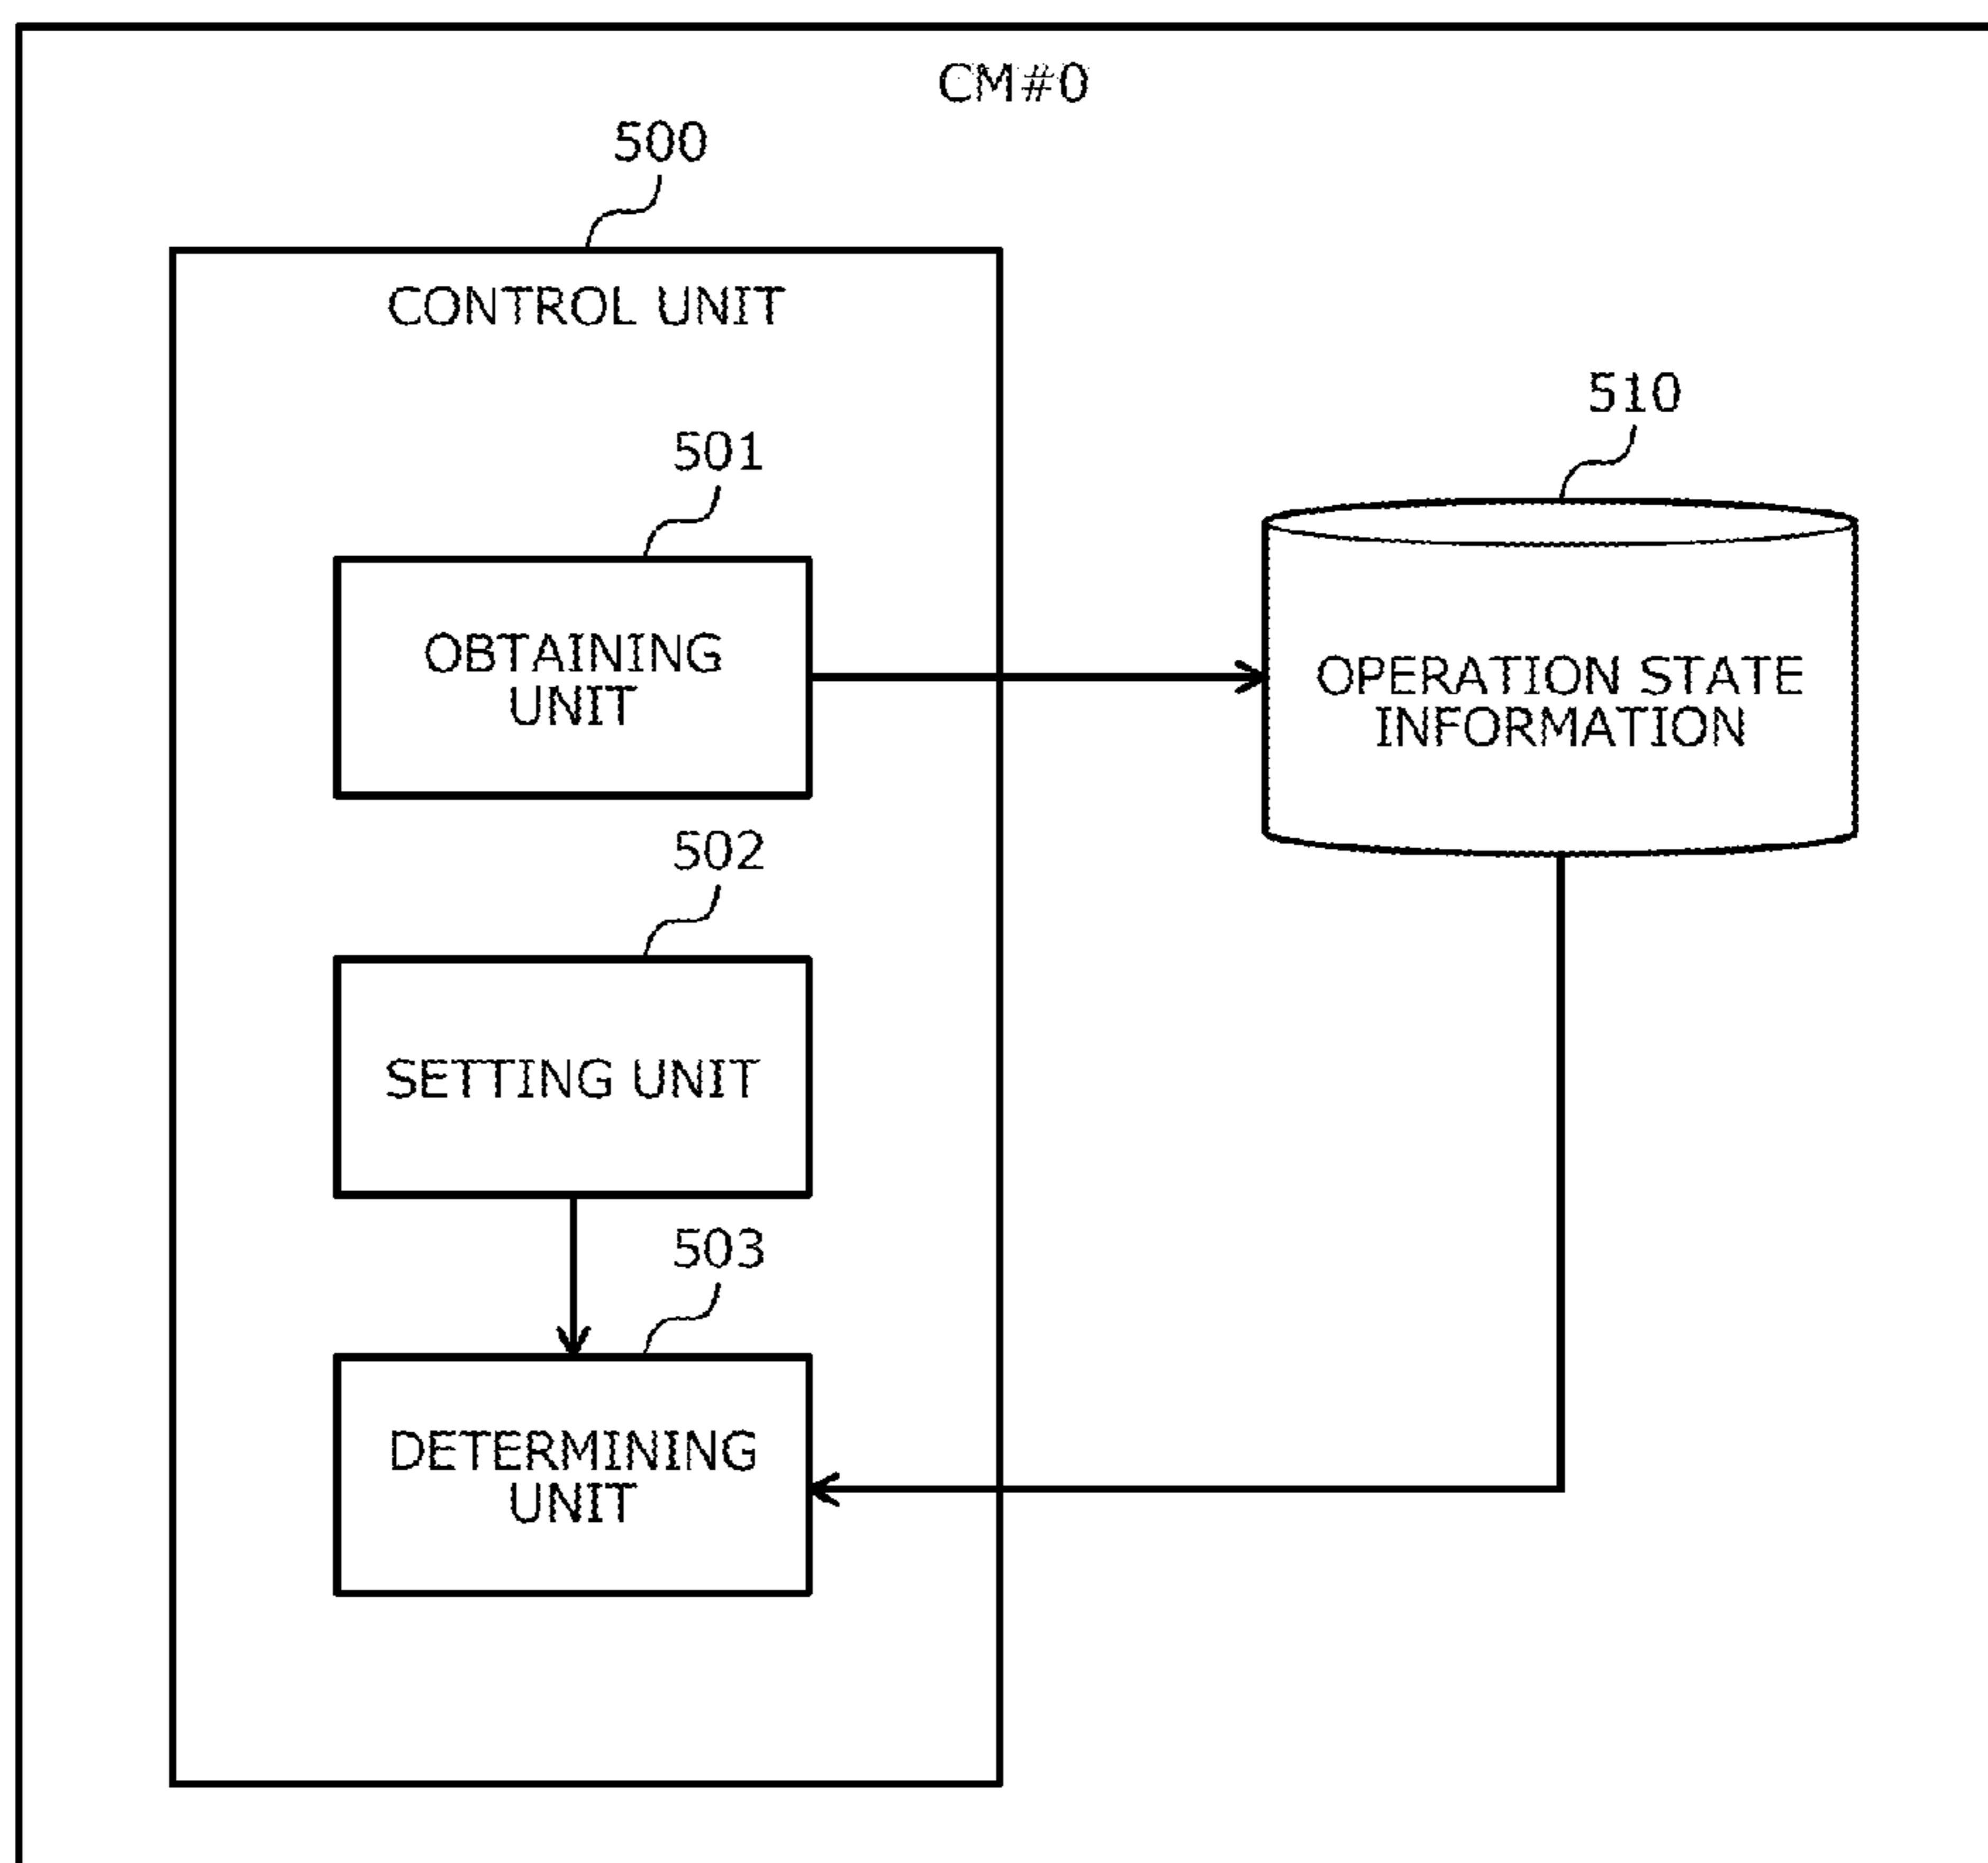 CM#0
500
CONTROL UNIT
501
OBTAINING
UNIT
510
OPERATION STATE
INFORMATION
502
SETTING UNIT
503
DETERMINING
UNIT